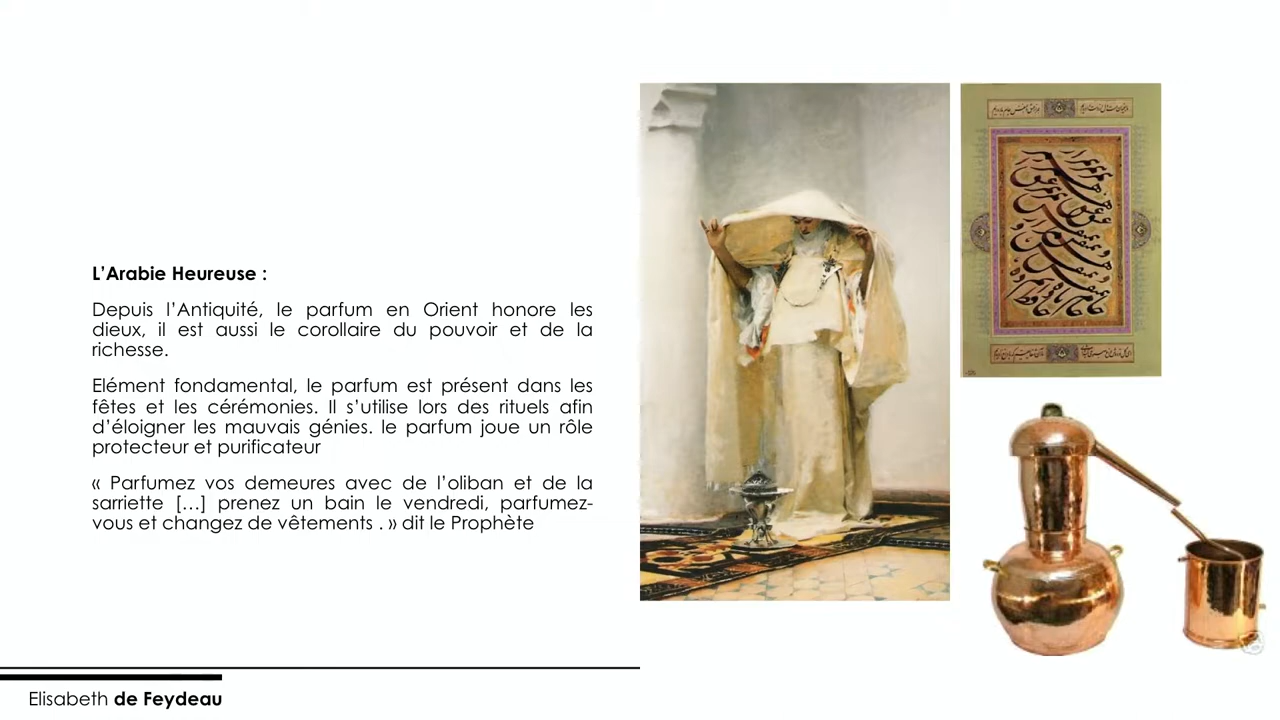 L’Arabie Heureuse :
Depuis l’Antiquité, le parfum en Orient honore les
dieux, il est aussi le corollaire du pouvoir et de la
richesse.
Elément fondamental, le parfum est présent dans les
fêtes et les cérémonies. Il s’utilise lors des rituels afin
d’éloigner les mauvais génies. le parfum joue un rôle
protecteur et purificateur
« Parfumez vos demeures avec de l’oliban et de la
sarriette […] prenez un bain le vendredi, parfumez-
vous et changez de vêtements . » dit le Prophète
Elisabeth de Feydeau